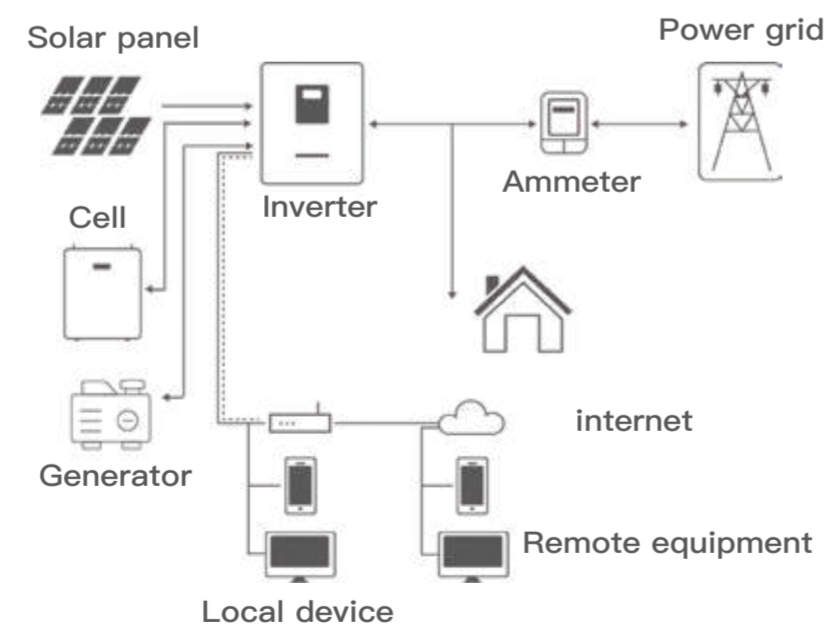 Solar panel
Power grid
Inverter
Ammeter
Cell
internet
Generator
Remote equipment
Local device